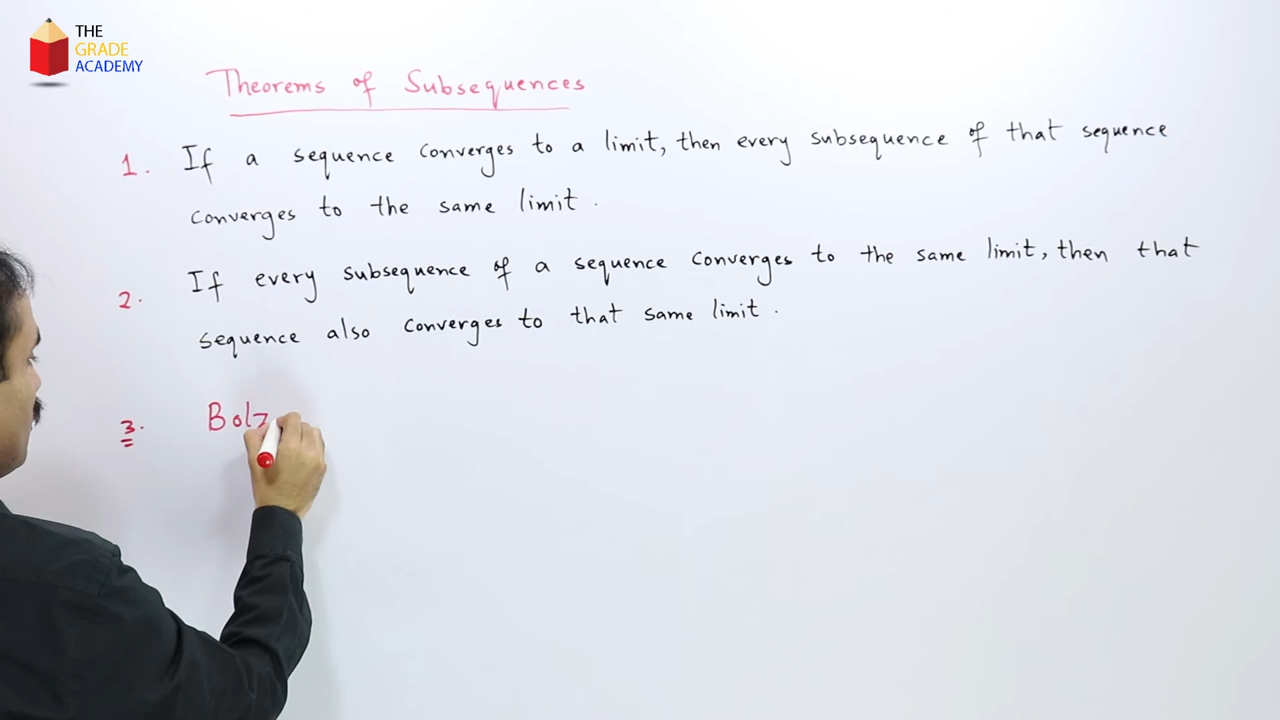 THE
GRADE
ACADEMY
Theorems of Subsequences
1. If a sequence converges to a limit, then every subsequence of that sequence
converges to the same limit.
2. If every subsequence of a sequence converges to the same limit, then that
sequence also converges to that same limit.
3. Bolz